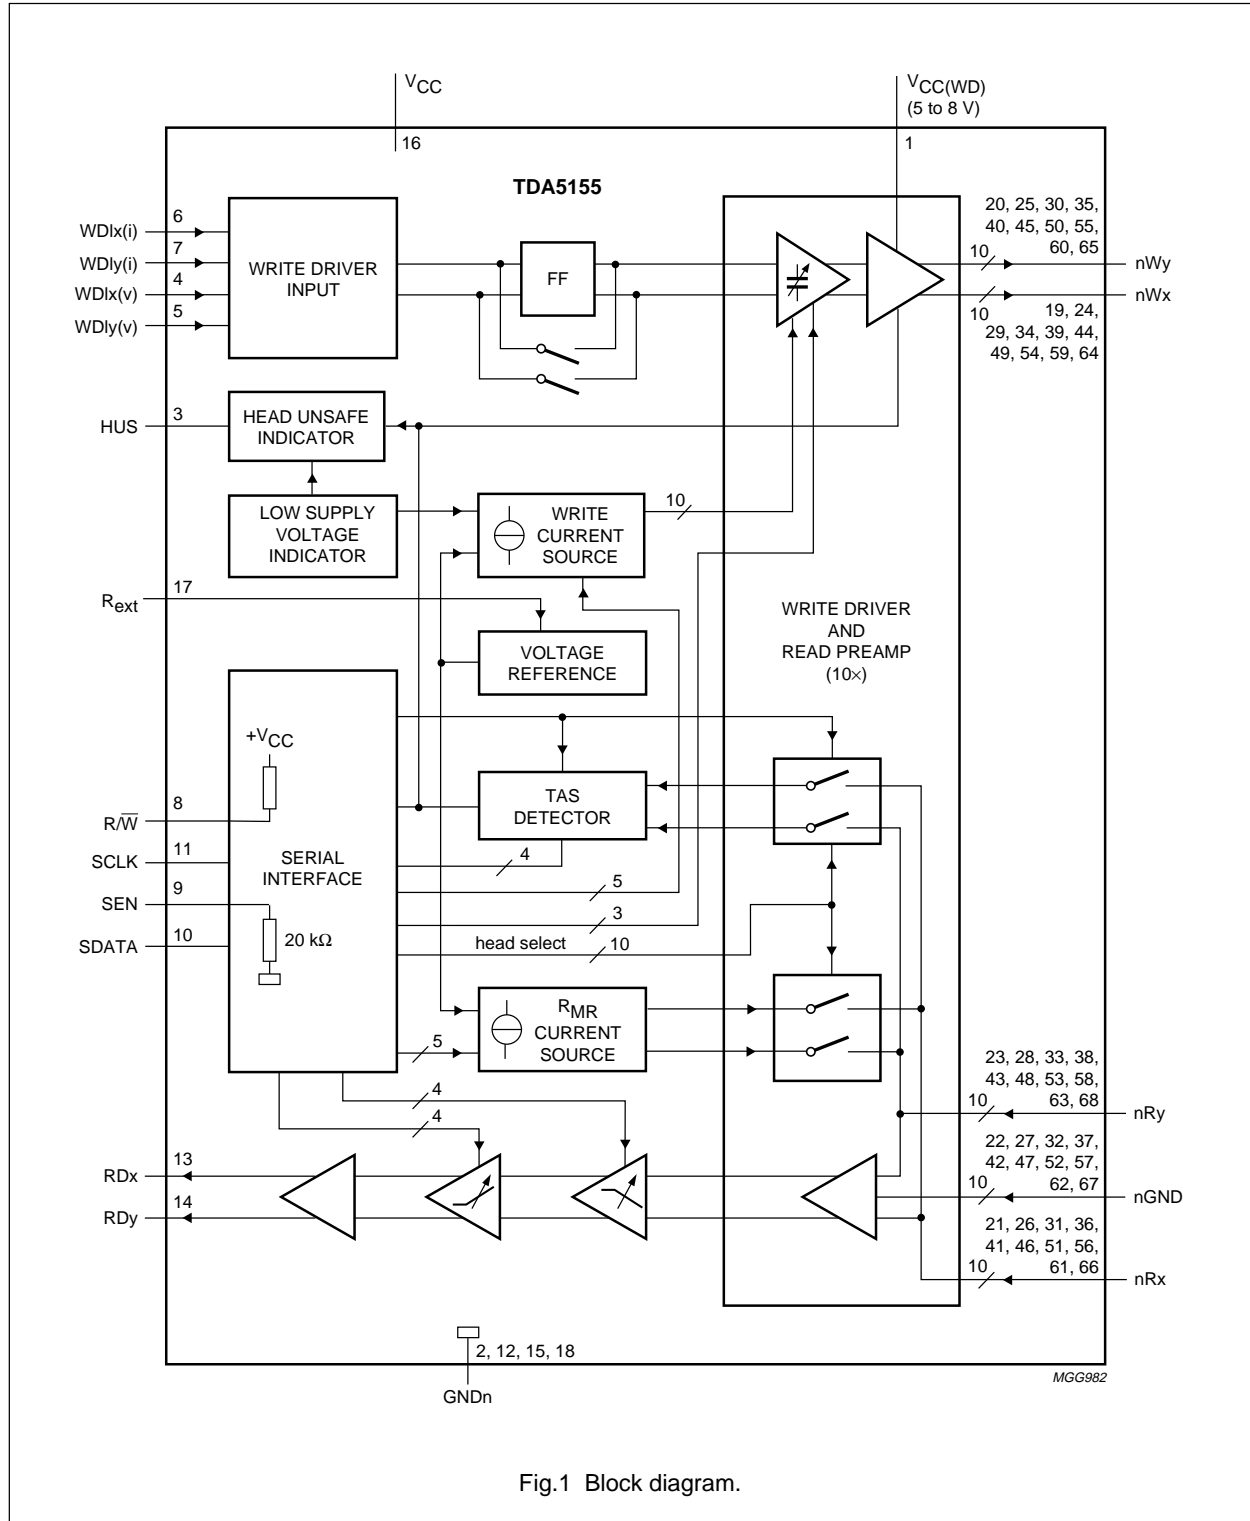 VCC
VCC(WD)
(5 to 8 V)
16
1
TDA5155
WDIx(i)
6
WDIy(i)
7
WDIx(v)
4
WDIy(v)
5
WRITE DRIVER
INPUT
FF
20, 25, 30, 35,
40, 45, 50, 55,
60, 65
10
nWy
nWx
10
19, 24,
29, 34, 39, 44,
49, 54, 59, 64
HUS
3
HEAD UNSAFE
INDICATOR
LOW SUPPLY
VOLTAGE
INDICATOR
WRITE
CURRENT
SOURCE
10
Rext
17
VOLTAGE
REFERENCE
WRITE DRIVER
AND
READ PREAMP
(10×)
+VCC
R/W̅
8
SCLK
11
SEN
9
SDATA
10
SERIAL
INTERFACE
20 kΩ
TAS
DETECTOR
4
5
3
head select
10
RMR
CURRENT
SOURCE
5
4
4
23, 28, 33, 38,
43, 48, 53, 58,
63, 68
10
nRy
22, 27, 32, 37,
42, 47, 52, 57,
62, 67
10
nGND
21, 26, 31, 36,
41, 46, 51, 56,
61, 66
10
nRx
RDx
13
RDy
14
2, 12, 15, 18
GNDn
MGG982
Fig.1 Block diagram.